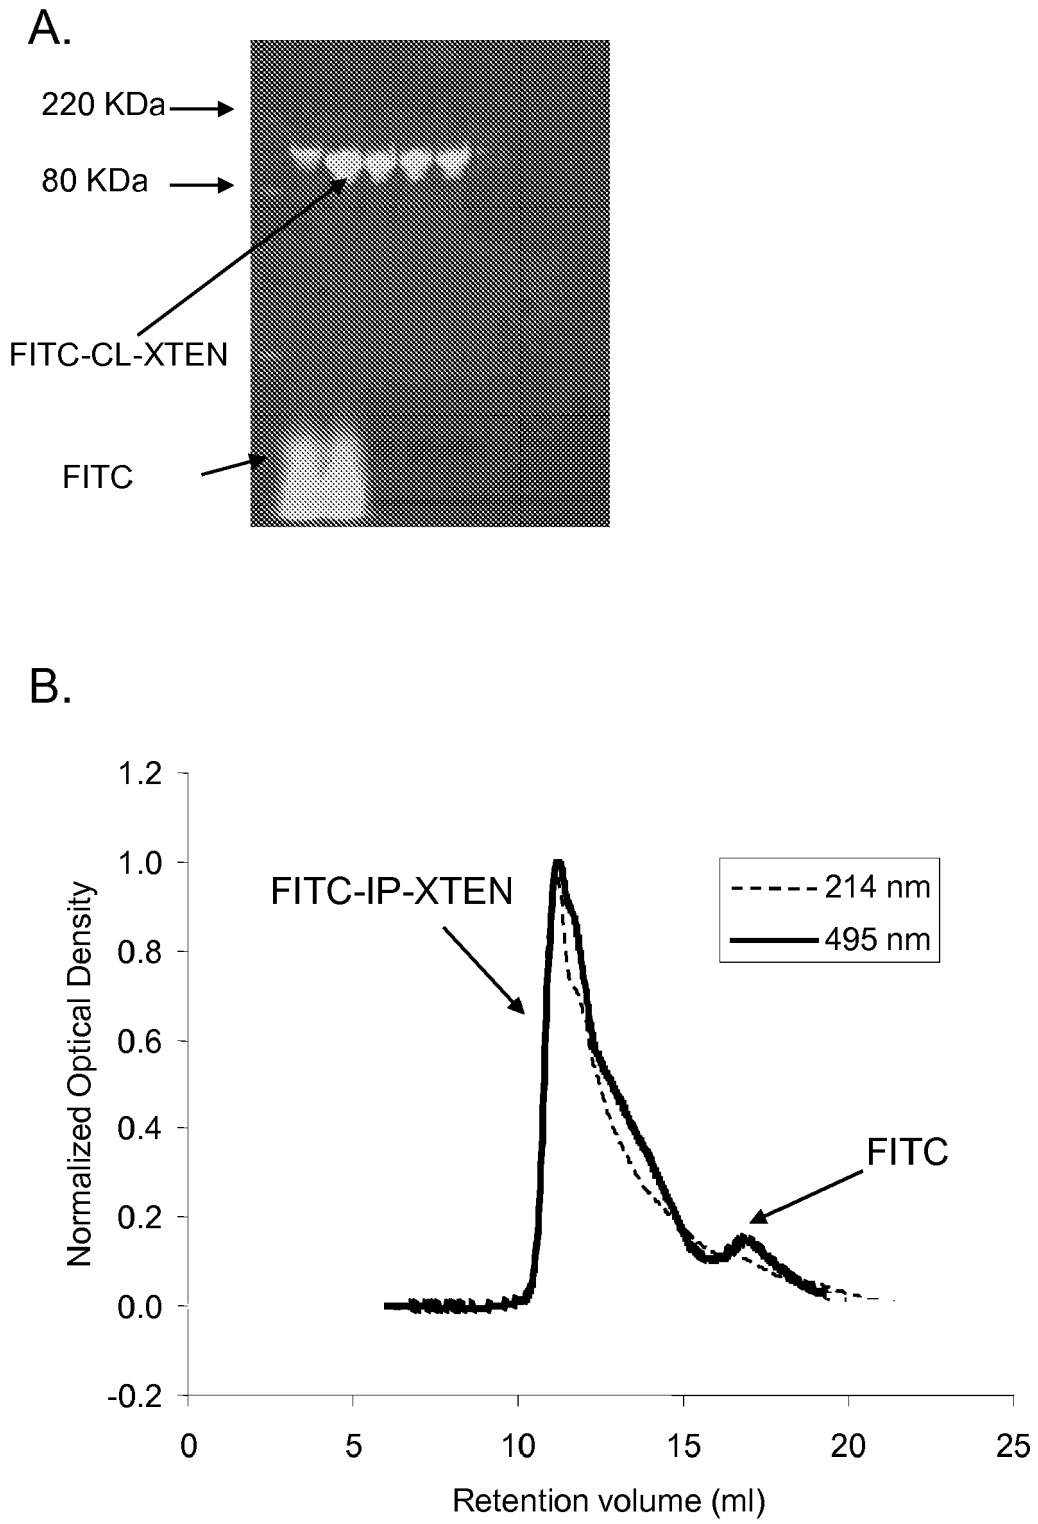 A.
220 KDa
80 KDa
FITC-CL-XTEN
FITC
B.
1.2
1.0
0.8
0.6
0.4
0.2
0.0
-0.2
Normalized Optical Density
FITC-IP-XTEN
214 nm
495 nm
FITC
0 5 10 15 20 25
Retention volume (ml)